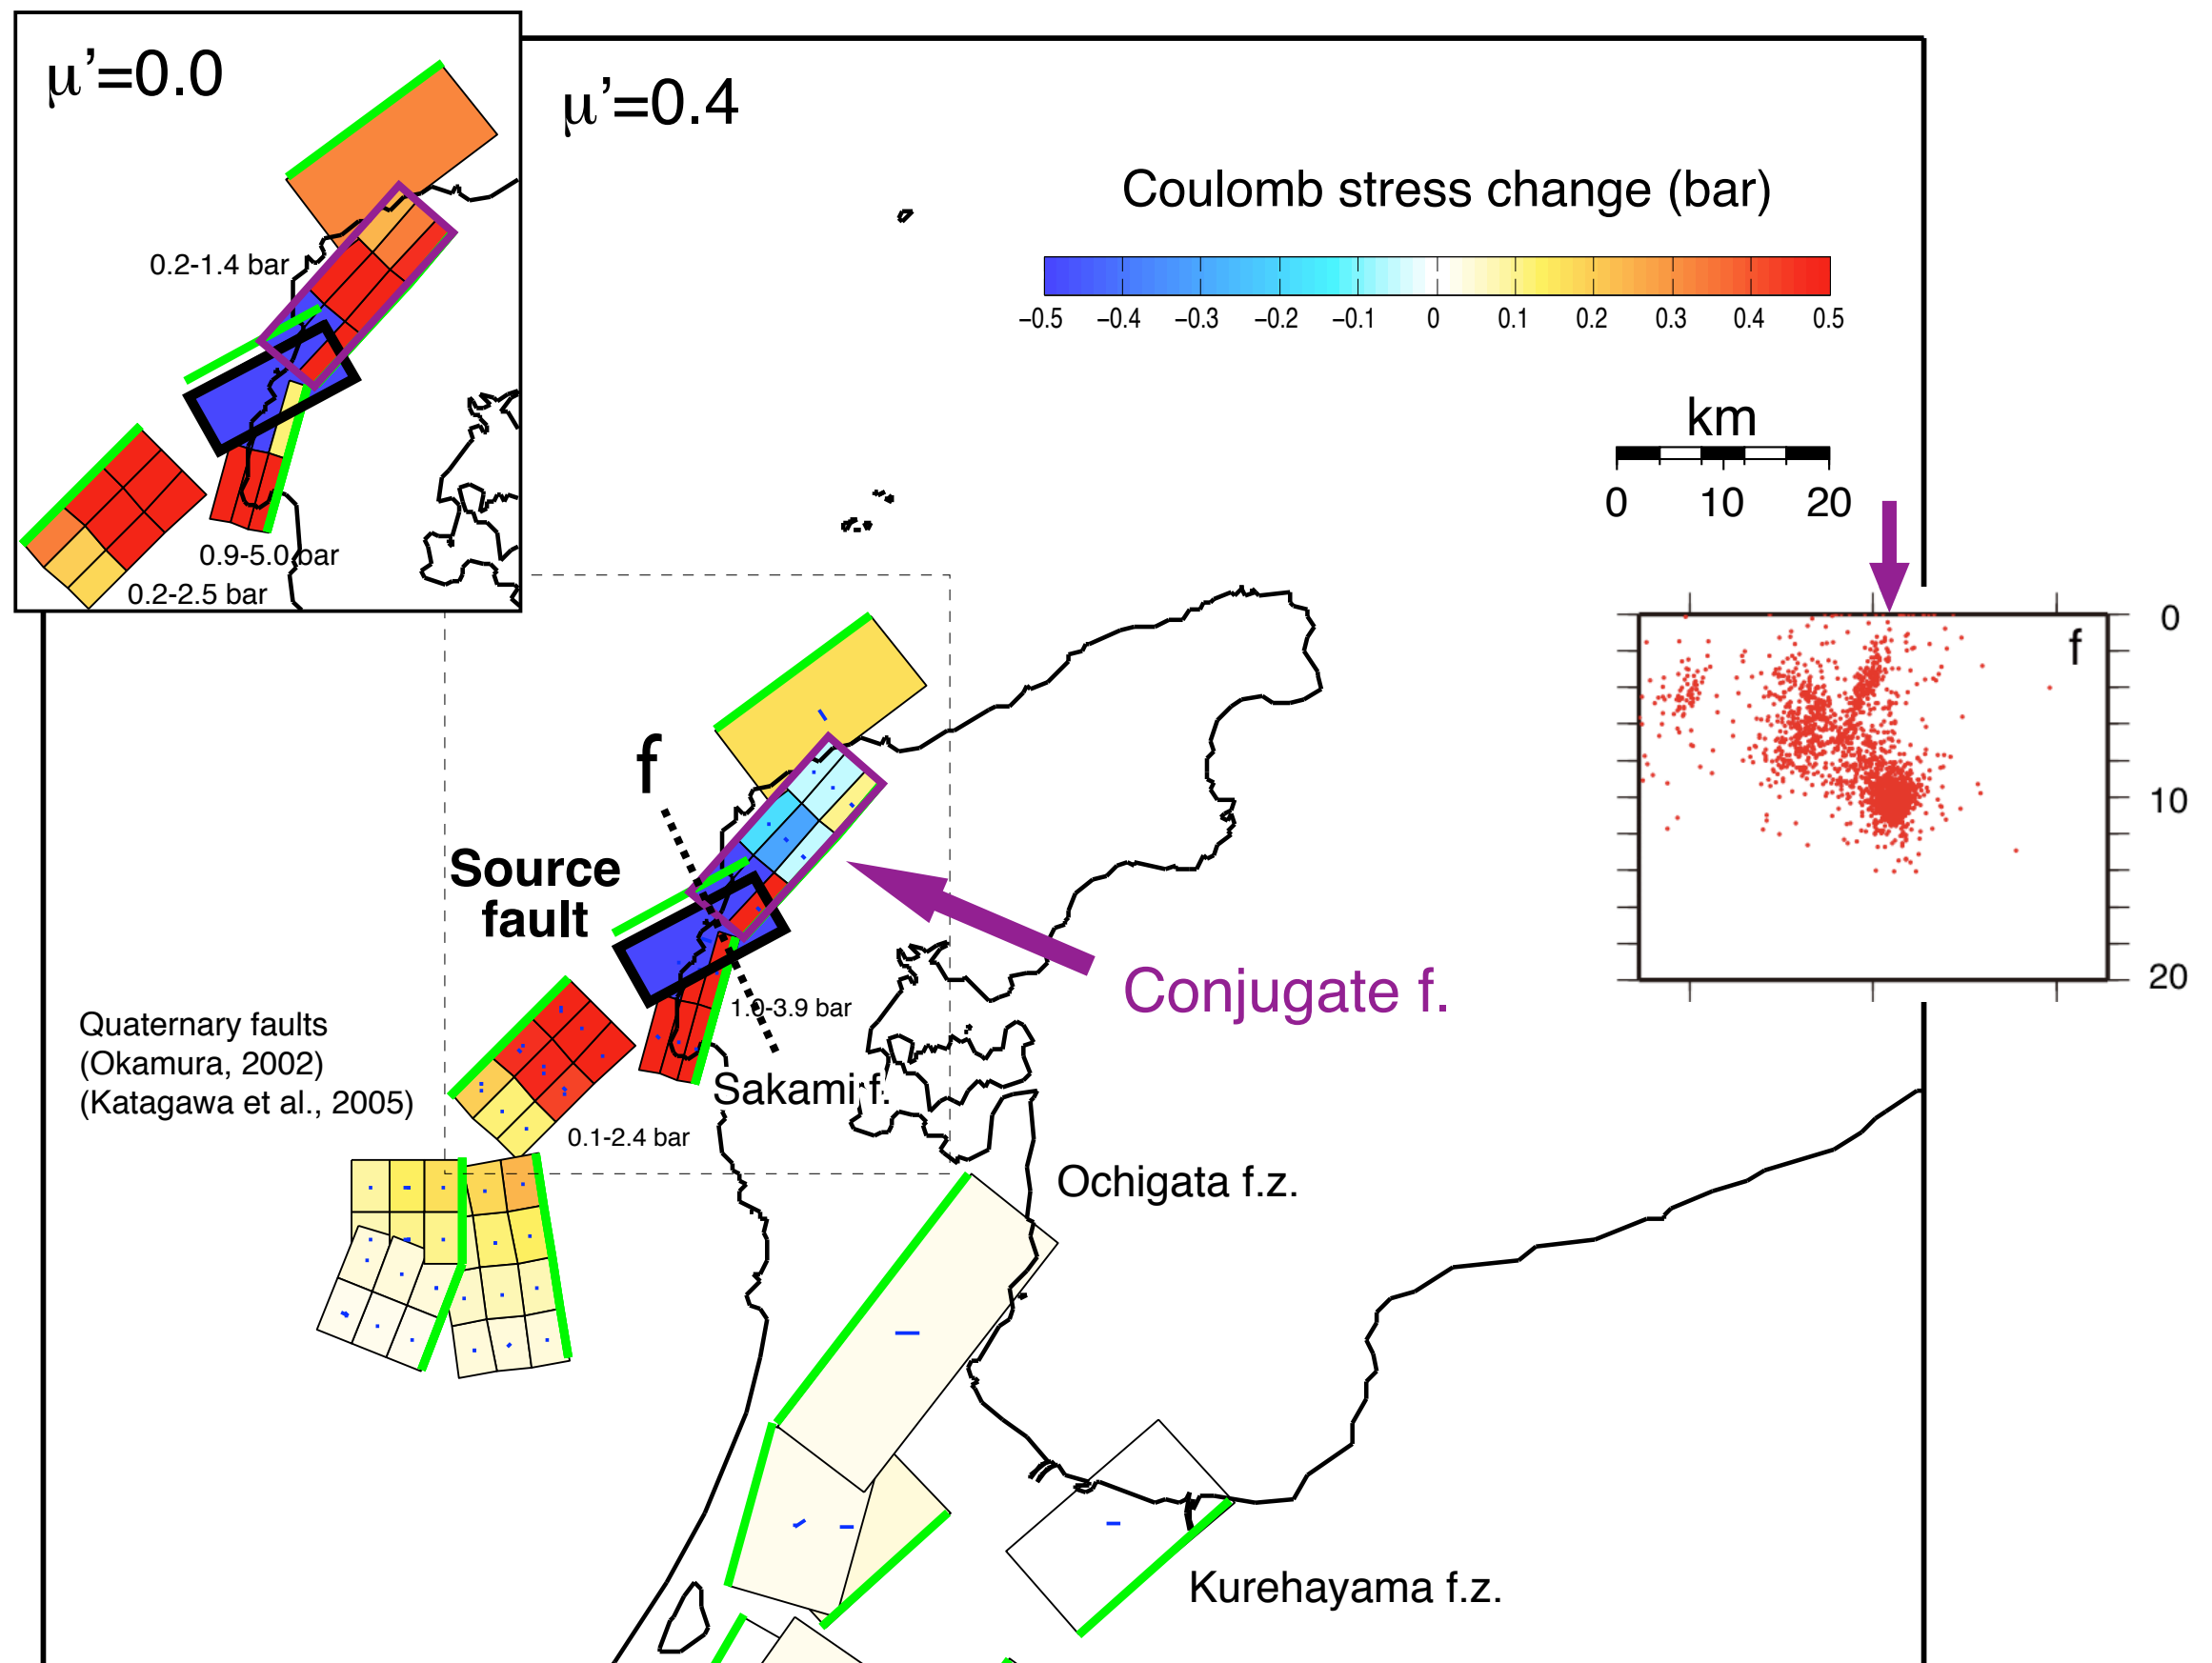 μ’=0.0
μ’=0.4
Coulomb stress change (bar)
−0.5 −0.4 −0.3 −0.2 −0.1 0 0.1 0.2 0.3 0.4 0.5
0.2-1.4 bar
km
0 10 20
0.9-5.0 bar
0.2-2.5 bar
f
0
10
20
f
Source
fault
Conjugate f.
1.0-3.9 bar
Quaternary faults
(Okamura, 2002)
(Katagawa et al., 2005)
Sakami f.
0.1-2.4 bar
Ochigata f.z.
Kurehayama f.z.